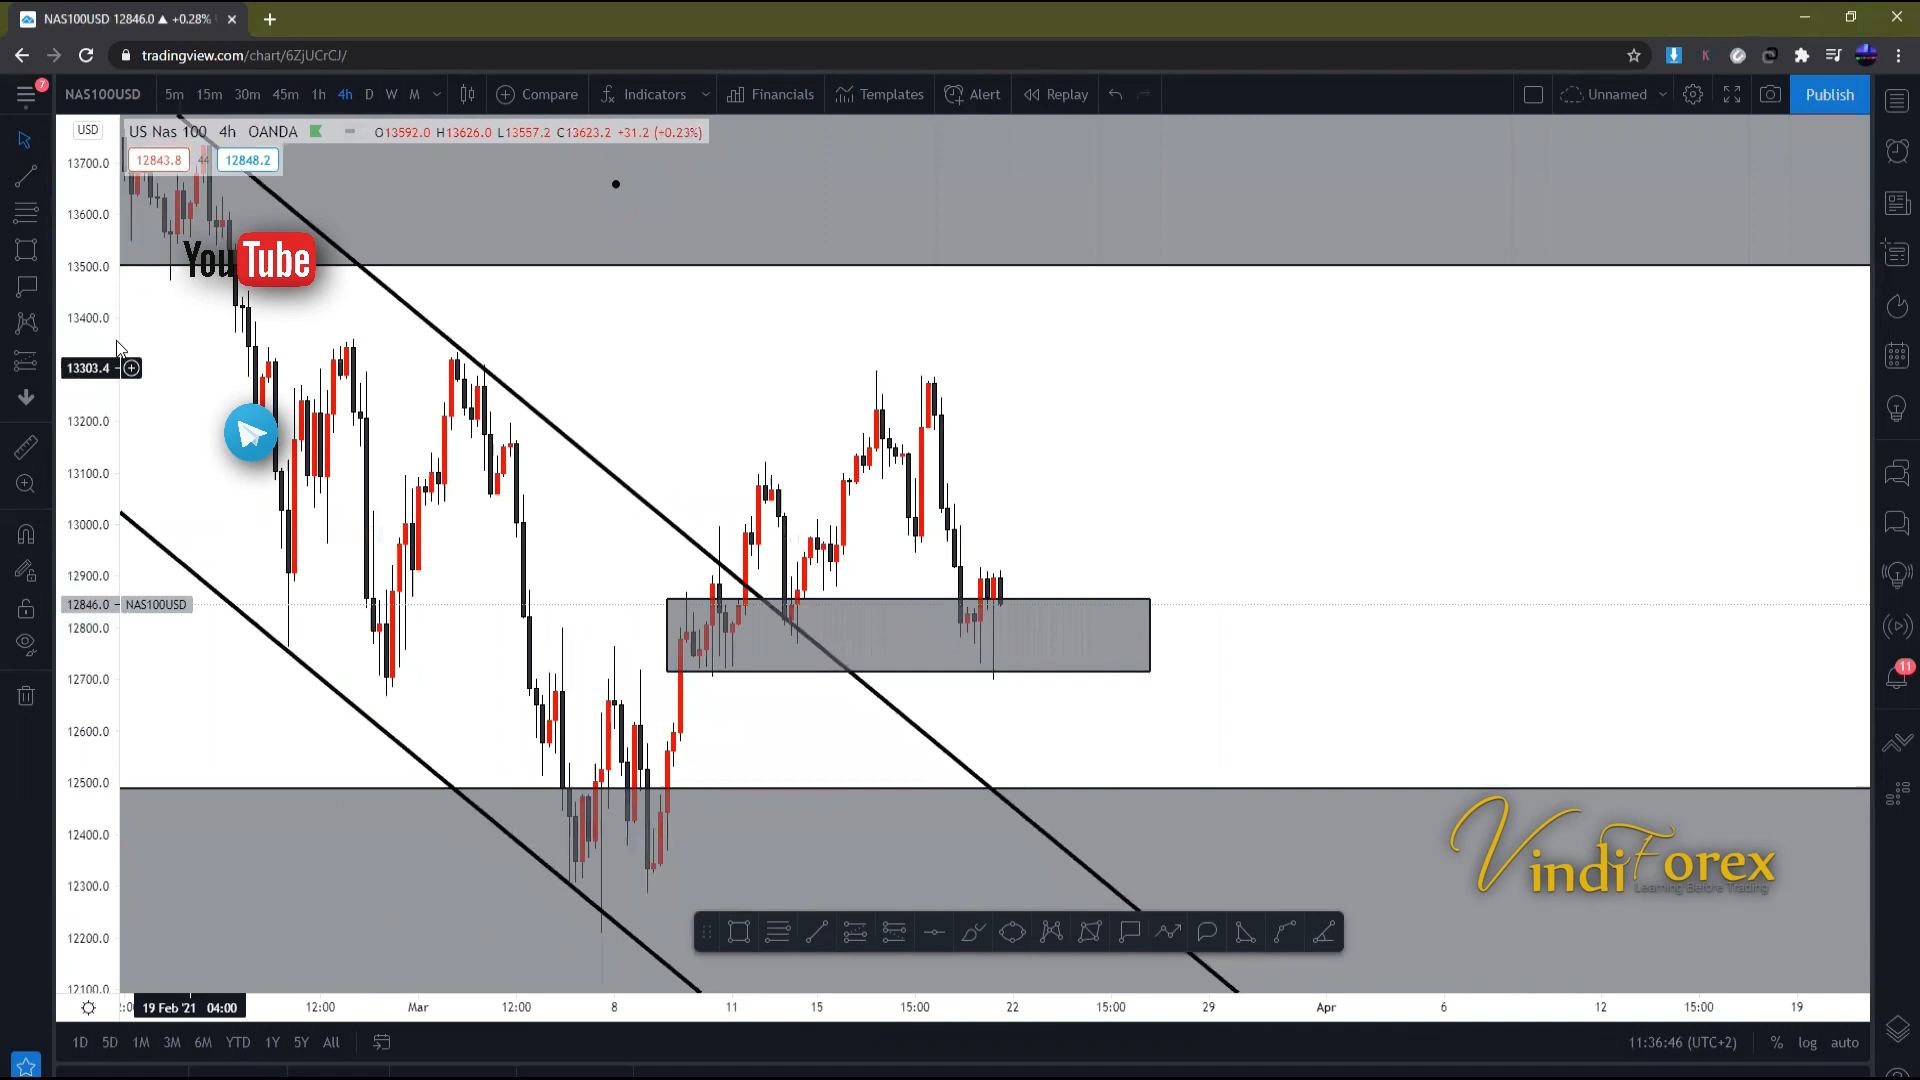 NAS100USD 12846.0 ▲ +0.28%
tradingview.com/chart/6ZjUCrCJ/
7
NAS100USD 5m 15m 30m 45m 1h 4h D W M Compare Indicators Financials Templates Alert Replay Unnamed Publish
USD
US Nas 100 4h OANDA O13592.0 H13626.0 L13557.2 C13623.2 +31.2 (+0.23%)
12843.8 44 12848.2
13700.0
13600.0
YouTube
13500.0
13400.0
13303.4
13200.0
13100.0
13000.0
12900.0
12846.0 NAS100USD
12800.0
11
12700.0
12600.0
12500.0
12400.0
VindiForex
Learning Before Trading
12300.0
12200.0
12100.0
19 Feb '21 04:00 12:00 Mar 12:00 8 11 15 15:00 22 15:00 29 Apr 6 12 15:00 19
1D 5D 1M 3M 6M YTD 1Y 5Y All 11:36:46 (UTC+2) % log auto